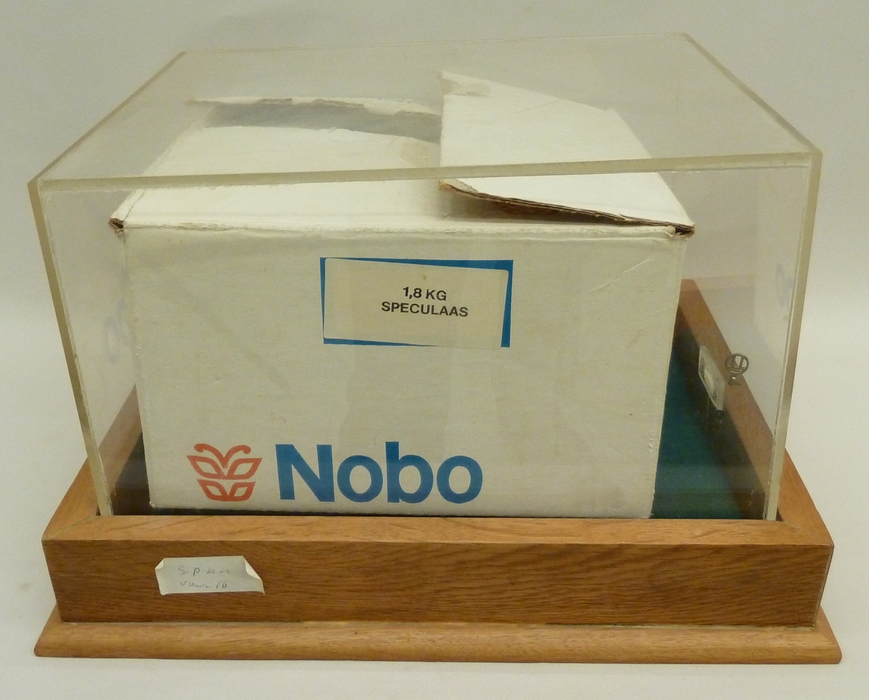 1,8 KG
SPECULAAS
Nobo